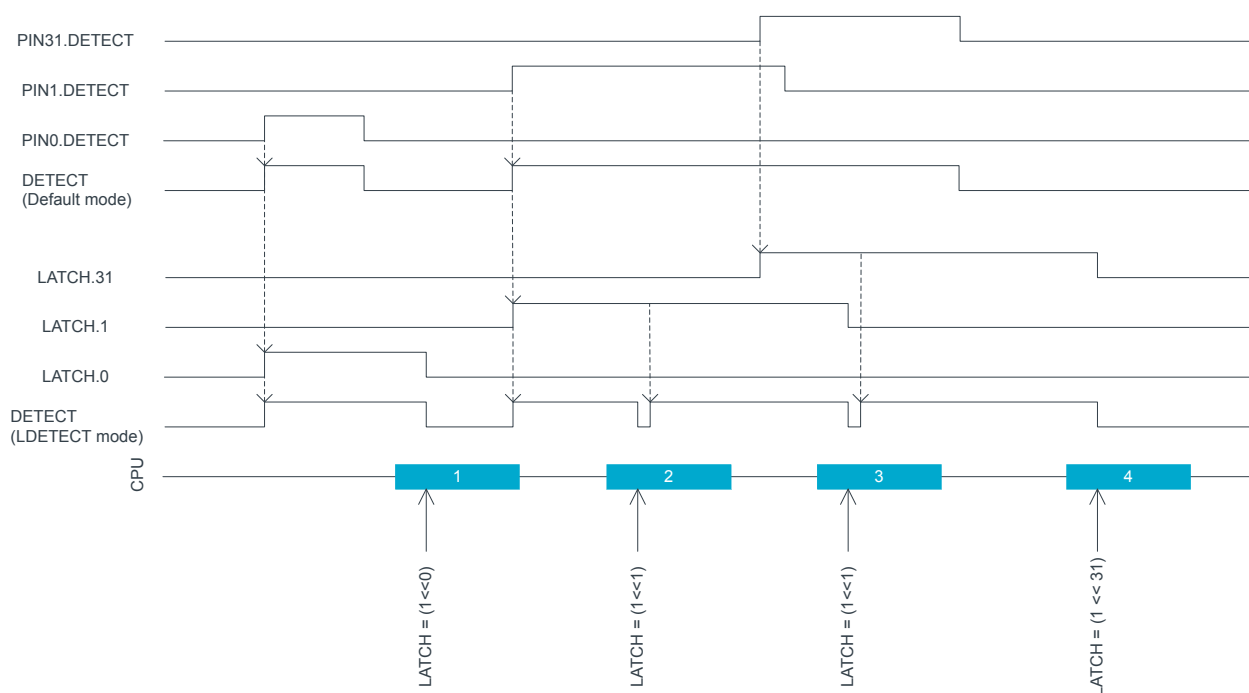 PIN31.DETECT
PIN1.DETECT
PIN0.DETECT
DETECT
(Default mode)
LATCH.31
LATCH.1
LATCH.0
DETECT
(LDETECT mode)
CPU
1
2
3
4
LATCH = (1 <<0)
LATCH = (1 <<1)
LATCH = (1 <<1)
LATCH = (1 << 31)